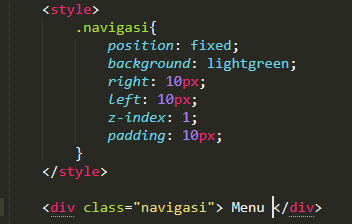 <style>
.navigasi{
position: fixed;
background: lightgreen;
right: 10px;
left: 10px;
z-index: 1;
padding: 10px;
}
</style>
<div class="navigasi"> Menu </div>